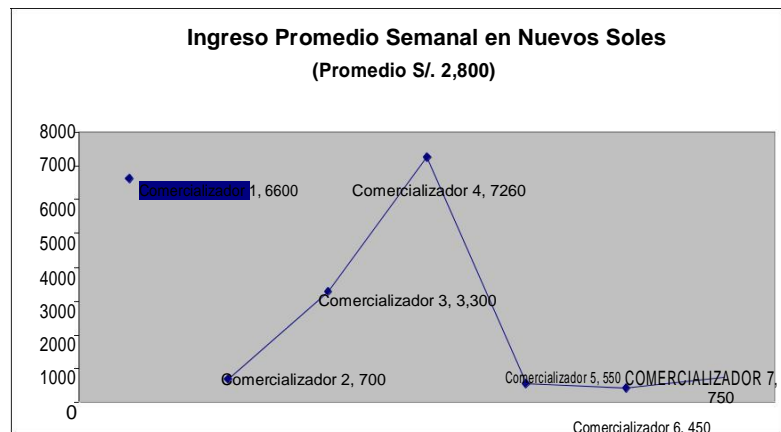 Ingreso Promedio Semanal en Nuevos Soles
(Promedio S/. 2,800)
8000
7000
6000
5000
4000
3000
2000
1000
0
Comercializador 1, 6600
Comercializador 2, 700
Comercializador 3, 3,300
Comercializador 4, 7260
Comercializador 5, 550
Comercializador 6, 450
COMERCIALIZADOR 7,
750